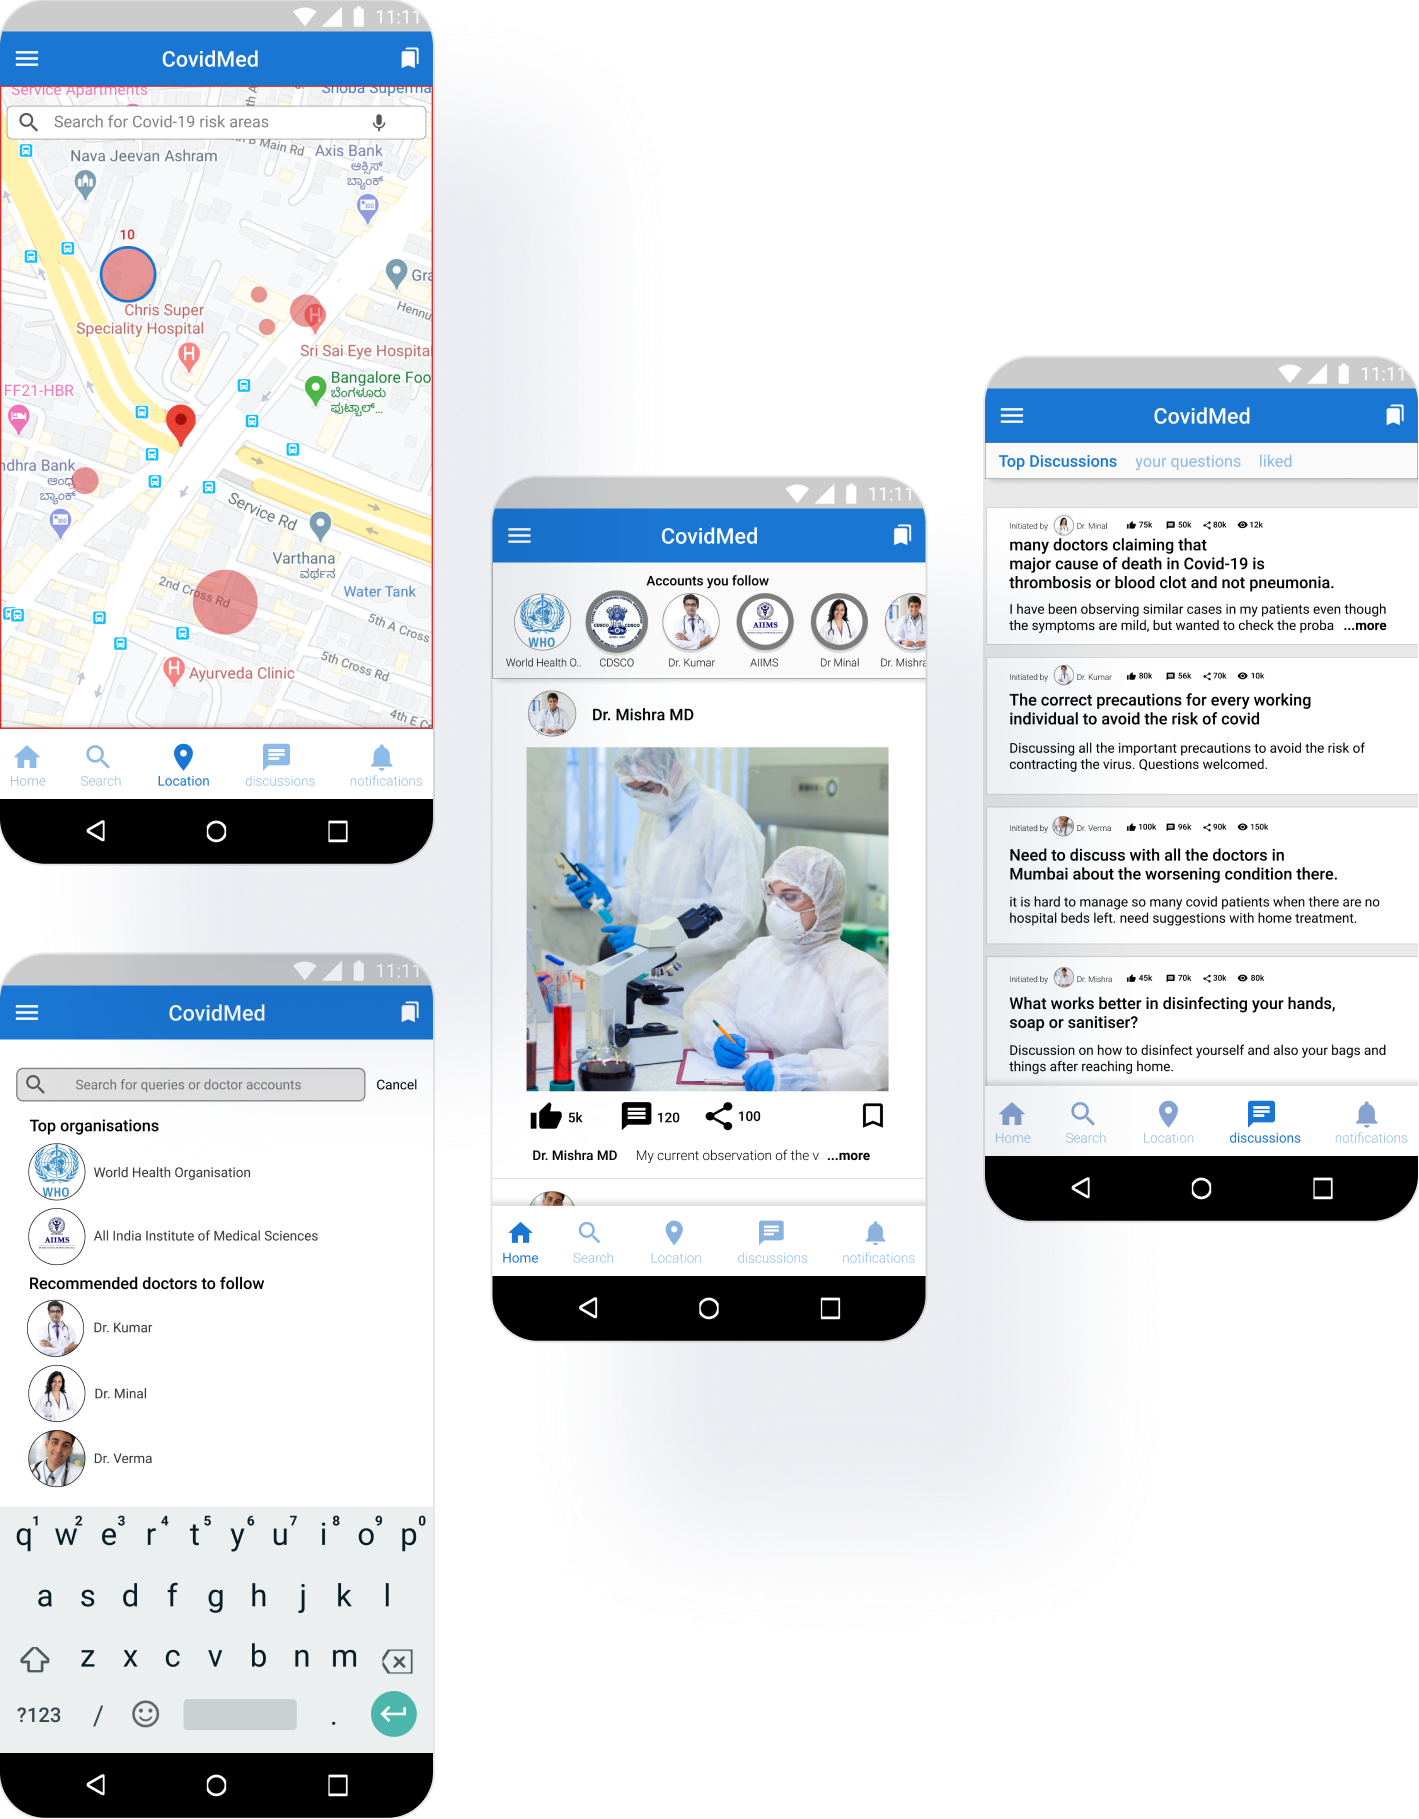 11:11
CovidMed
Service Apartments
Shoba Superma
Search for Covid-19 risk areas
B Main Rd
Nava Jeevan Ashram
Axis Bank
ಆಕ್ಸಿಸ್
ಬ್ಯಾಂಕ್
10
Gra
Hennu
Chris Super
Speciality Hospital
H
H
Sri Sai Eye Hospital
FF21-HBR
Bangalore Foo
ಬೆಂಗಳೂರು
ಫುಟ್ಬಾಲ್...
ndhra Bank
ಆಂಧ್ರ
ಬ್ಯಾಂಕ್
Service Rd
Varthana
ವರ್ಥನ
2nd Cross Rd
Water Tank
5th A Cross
5th Cross Rd
H
Ayurveda Clinic
4th E C
Home
Search
Location
discussions
notifications
11:11
CovidMed
Search for queries or doctor accounts
Cancel
Top organisations
WHO
World Health Organisation
AIIMS
All India Institute of Medical Sciences
Recommended doctors to follow
Dr. Kumar
Dr. Minal
Dr. Verma
q1 w2 e3 r4 t5 y6 u7 i8 o9 p0
a s d f g h j k l
z x c v b n m
?123 / .
11:11
CovidMed
Accounts you follow
WHO
CDSCO
CDSCO
AIIMS
World Health O..
CDSCO
Dr. Kumar
AIIMS
Dr Minal
Dr. Mishra
Dr. Mishra MD
5k
120
100
Dr. Mishra MD My current observation of the v ...more
Home
Search
Location
discussions
notifications
11:11
CovidMed
Top Discussions
your questions
liked
Initiated by Dr. Minal 75k 50k 80k 12k
many doctors claiming that
major cause of death in Covid-19 is
thrombosis or blood clot and not pneumonia.
I have been observing similar cases in my patients even though
the symptoms are mild, but wanted to check the proba ...more
Initiated by Dr. Kumar 80k 56k 70k 10k
The correct precautions for every working
individual to avoid the risk of covid
Discussing all the important precautions to avoid the risk of
contracting the virus. Questions welcomed.
Initiated by Dr. Verma 100k 96k 90k 150k
Need to discuss with all the doctors in
Mumbai about the worsening condition there.
it is hard to manage so many covid patients when there are no
hospital beds left. need suggestions with home treatment.
Initiated by Dr. Mishra 45k 70k 30k 80k
What works better in disinfecting your hands,
soap or sanitiser?
Discussion on how to disinfect yourself and also your bags and
things after reaching home.
Home
Search
Location
discussions
notifications